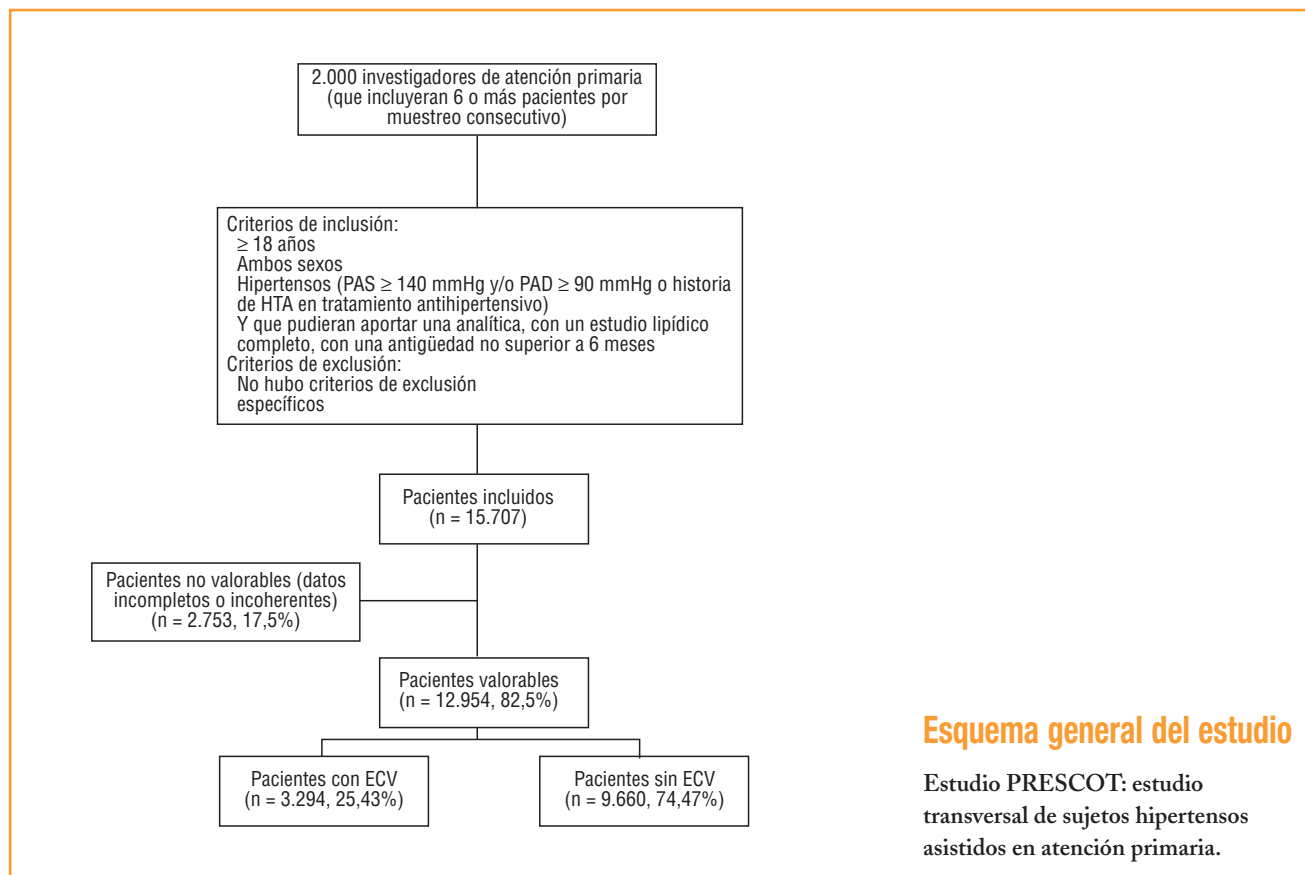 2.000 investigadores de atención primaria
(que incluyeran 6 o más pacientes por
muestreo consecutivo)
Criterios de inclusión:
≥ 18 años
Ambos sexos
Hipertensos (PAS ≥ 140 mmHg y/o PAD ≥ 90 mmHg o historia
de HTA en tratamiento antihipertensivo)
Y que pudieran aportar una analítica, con un estudio lipídico
completo, con una antigüedad no superior a 6 meses
Criterios de exclusión:
No hubo criterios de exclusión
específicos
Pacientes incluidos
(n = 15.707)
Pacientes no valorables (datos
incompletos o incoherentes)
(n = 2.753, 17,5%)
Pacientes valorables
(n = 12.954, 82,5%)
Pacientes con ECV
(n = 3.294, 25,43%)
Pacientes sin ECV
(n = 9.660, 74,47%)
Esquema general del estudio
Estudio PRESCOT: estudio
transversal de sujetos hipertensos
asistidos en atención primaria.